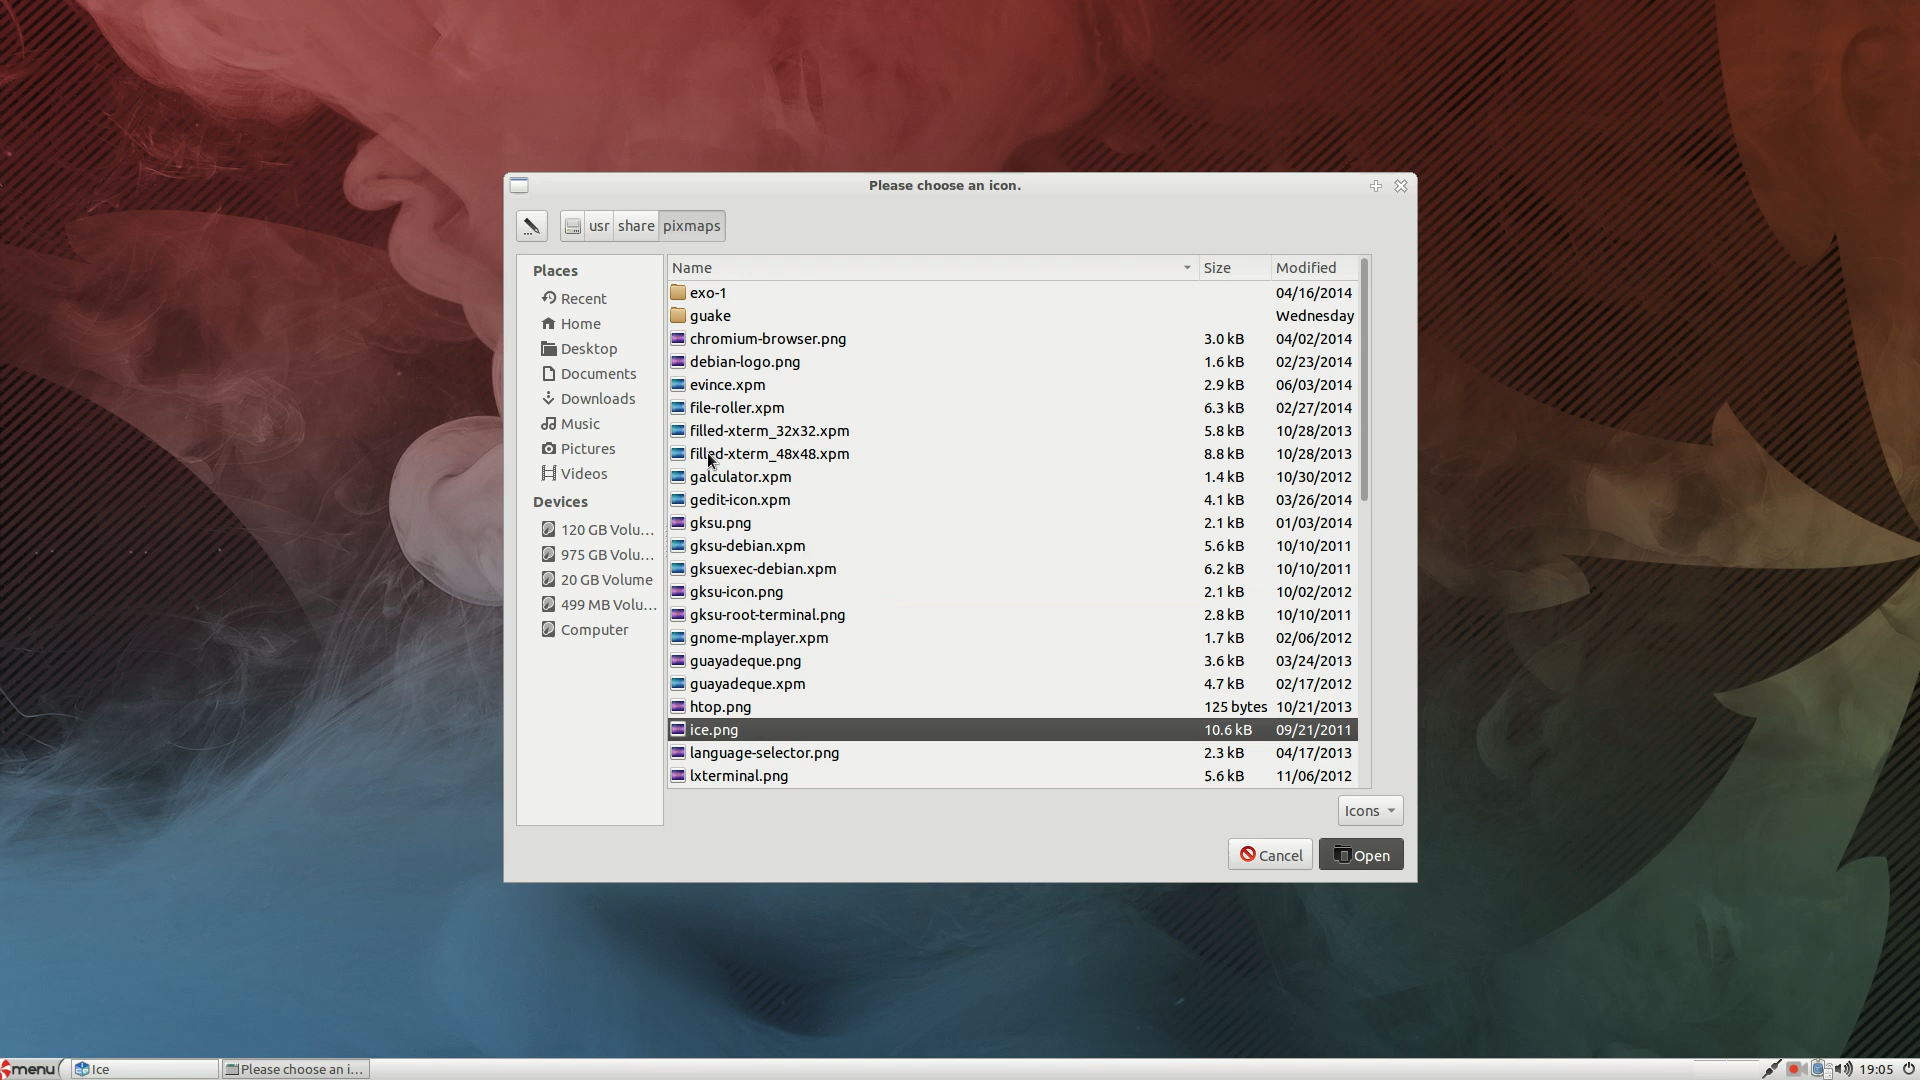 Please choose an icon.
usr share pixmaps
Places
Recent
Home
Desktop
Documents
Downloads
Music
Pictures
Videos
Devices
120 GB Volu...
975 GB Volu...
20 GB Volume
499 MB Volu...
Computer
Name Size Modified
exo-1 04/16/2014
guake Wednesday
chromium-browser.png 3.0 kB 04/02/2014
debian-logo.png 1.6 kB 02/23/2014
evince.xpm 2.9 kB 06/03/2014
file-roller.xpm 6.3 kB 02/27/2014
filled-xterm_32x32.xpm 5.8 kB 10/28/2013
filled-xterm_48x48.xpm 8.8 kB 10/28/2013
galculator.xpm 1.4 kB 10/30/2012
gedit-icon.xpm 4.1 kB 03/26/2014
gksu.png 2.1 kB 01/03/2014
gksu-debian.xpm 5.6 kB 10/10/2011
gksuexec-debian.xpm 6.2 kB 10/10/2011
gksu-icon.png 2.1 kB 10/02/2012
gksu-root-terminal.png 2.8 kB 10/10/2011
gnome-mplayer.xpm 1.7 kB 02/06/2012
guayadeque.png 3.6 kB 03/24/2013
guayadeque.xpm 4.7 kB 02/17/2012
htop.png 125 bytes 10/21/2013
ice.png 10.6 kB 09/21/2011
language-selector.png 2.3 kB 04/17/2013
lxterminal.png 5.6 kB 11/06/2012
Icons
Cancel Open
menu Ice Please choose an i... 19:05